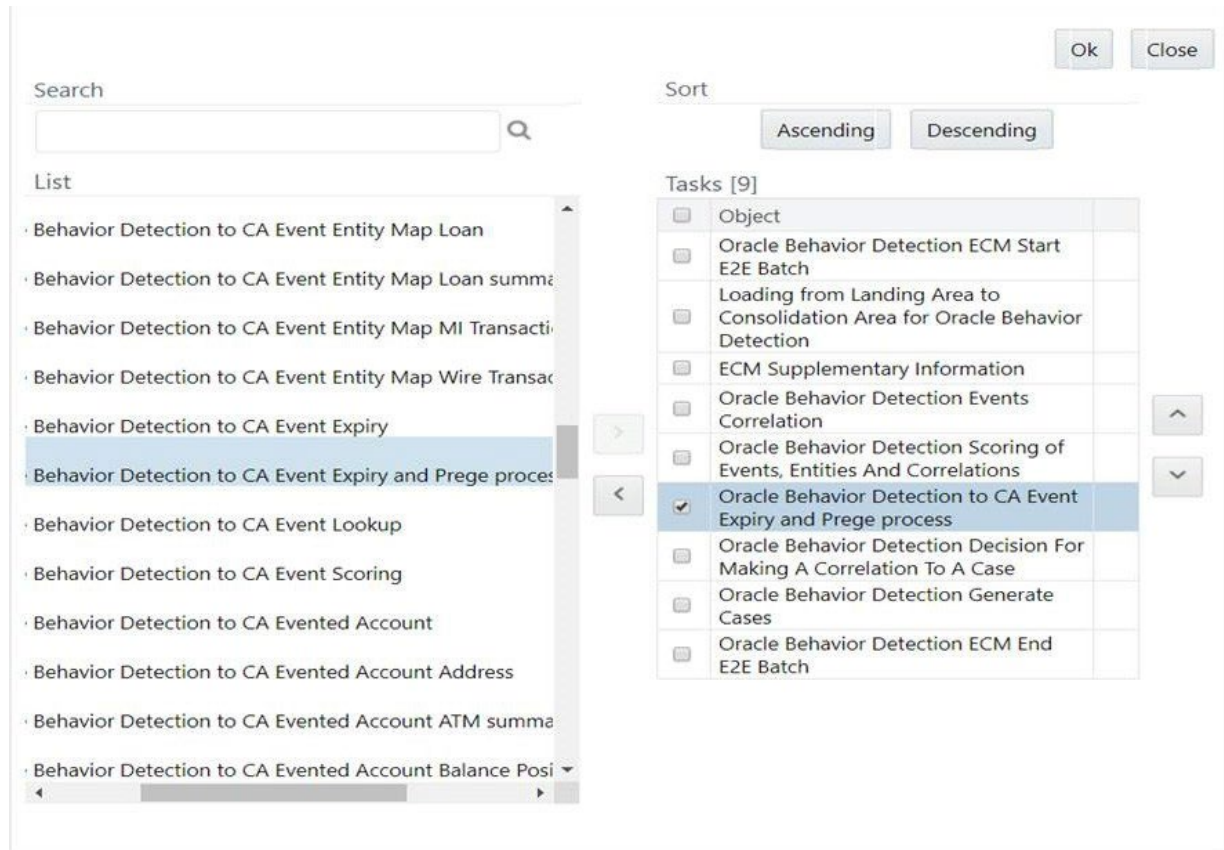 Ok Close
Search
Sort
Ascending Descending
List
Tasks [9]
Behavior Detection to CA Event Entity Map Loan
Behavior Detection to CA Event Entity Map Loan summa
Behavior Detection to CA Event Entity Map MI Transacti
Behavior Detection to CA Event Entity Map Wire Transac
Behavior Detection to CA Event Expiry
Behavior Detection to CA Event Expiry and Prege proces
Behavior Detection to CA Event Lookup
Behavior Detection to CA Event Scoring
Behavior Detection to CA Evented Account
Behavior Detection to CA Evented Account Address
Behavior Detection to CA Evented Account ATM summa
Behavior Detection to CA Evented Account Balance Posi
Object
Oracle Behavior Detection ECM Start
E2E Batch
Loading from Landing Area to
Consolidation Area for Oracle Behavior
Detection
ECM Supplementary Information
Oracle Behavior Detection Events
Correlation
Oracle Behavior Detection Scoring of
Events, Entities And Correlations
Oracle Behavior Detection to CA Event
Expiry and Prege process
Oracle Behavior Detection Decision For
Making A Correlation To A Case
Oracle Behavior Detection Generate
Cases
Oracle Behavior Detection ECM End
E2E Batch